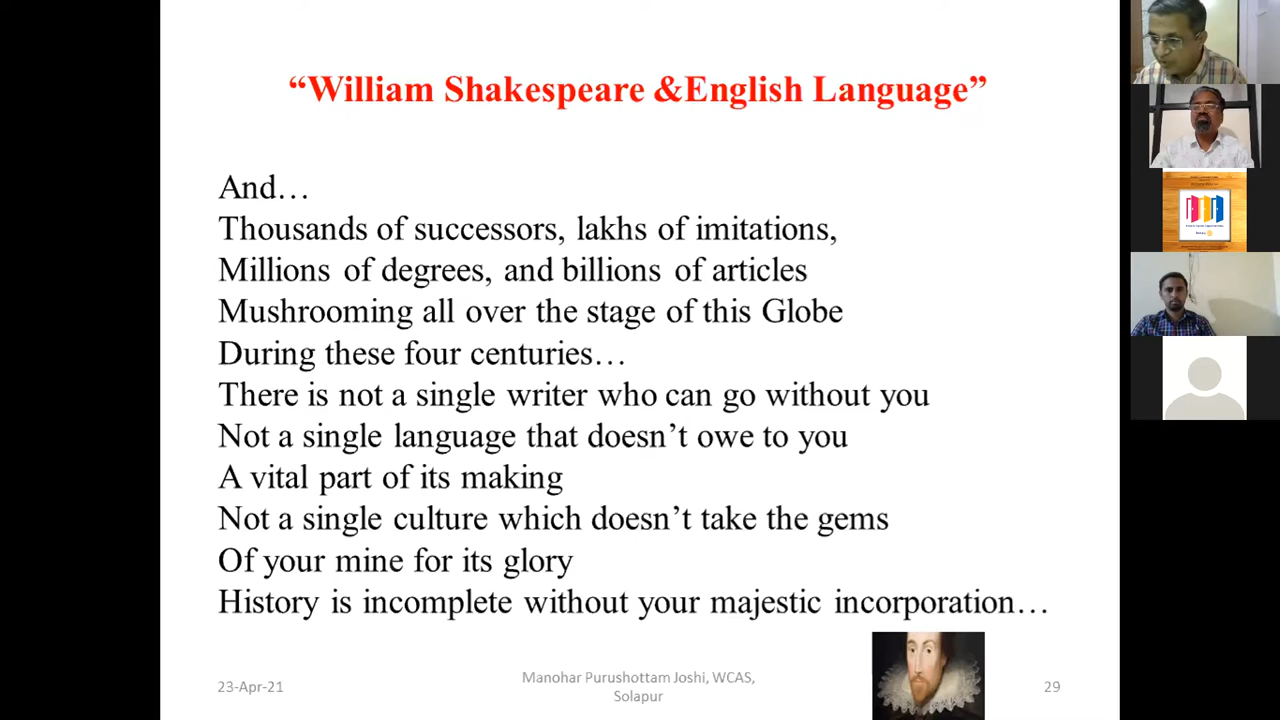 “William Shakespeare &English Language”
And…
Thousands of successors, lakhs of imitations,
Millions of degrees, and billions of articles
Mushrooming all over the stage of this Globe
During these four centuries…
There is not a single writer who can go without you
Not a single language that doesn’t owe to you
A vital part of its making
Not a single culture which doesn’t take the gems
Of your mine for its glory
History is incomplete without your majestic incorporation…
23-Apr-21
Manohar Purushottam Joshi, WCAS,
Solapur
29